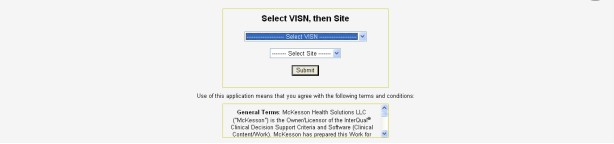 Select VISN, then Site
---------------- Select VISN ----------------
------- Select Site -------
Submit
Use of this application means that you agree with the following terms and conditions:
General Terms: McKesson Health Solutions LLC
("McKesson") is the Owner/Licensor of the InterQual®
Clinical Decision Support Criteria and Software (Clinical
Content/Work). McKesson has prepared this Work for